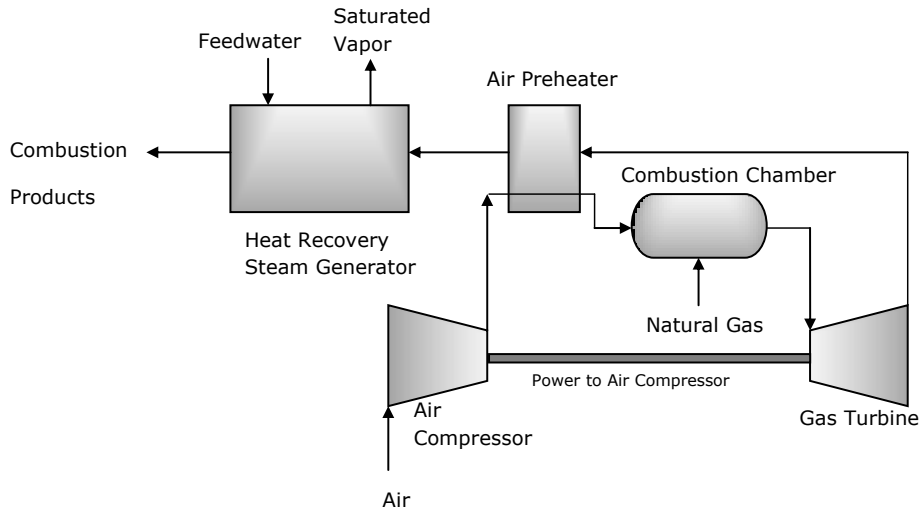 Saturated
Vapor
Feedwater
Air Preheater
Combustion
Products
Combustion Chamber
Heat Recovery
Steam Generator
Natural Gas
Power to Air Compressor
Air
Compressor
Gas Turbine
Air